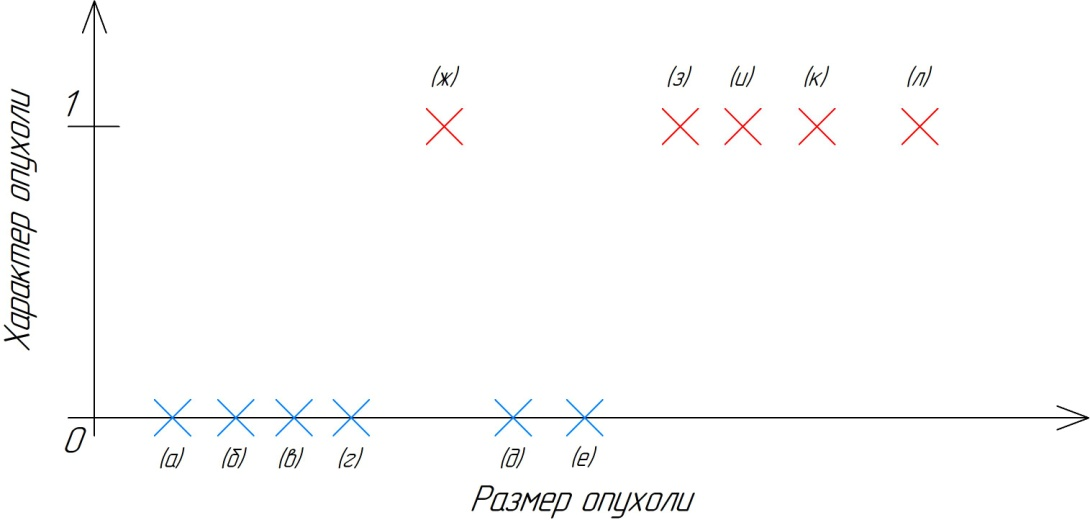 (ж) (з) (и) (к) (л)
1
Характер опухоли
0
(а) (б) (в) (г) (д) (е)
Размер опухоли